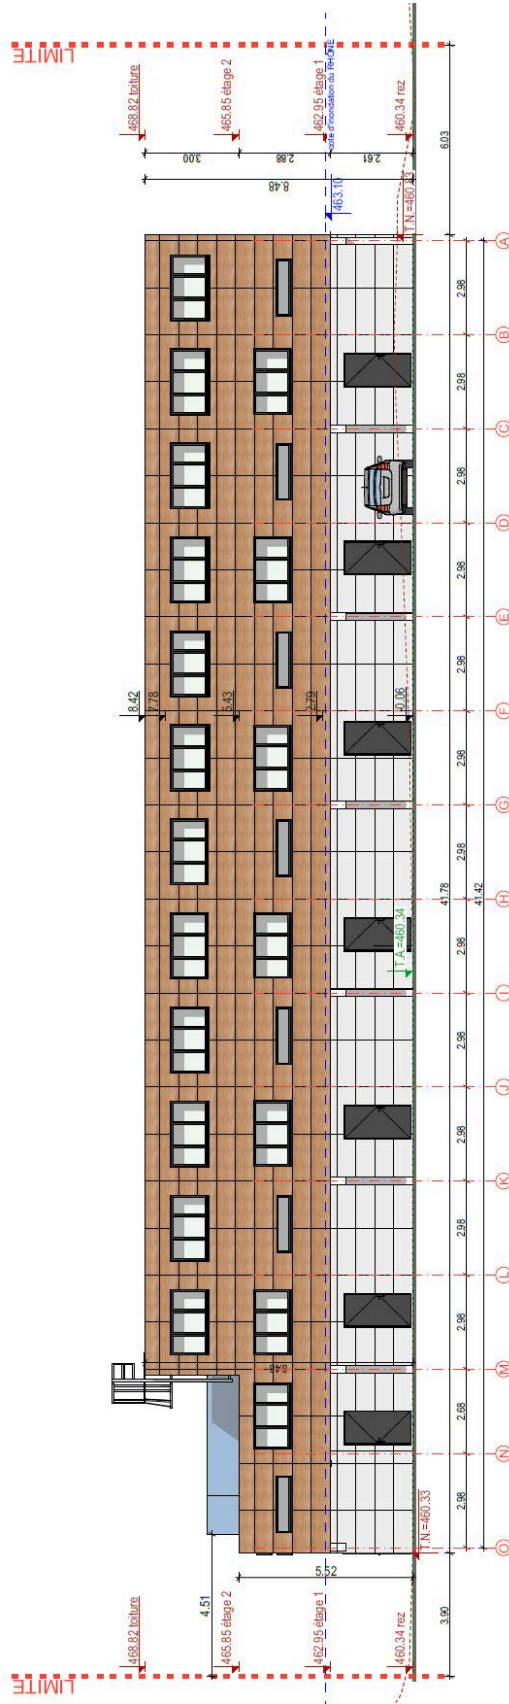 LIMITE
LIMITE
468.82 toiture
465.85 étage 2
462.95 étage 1
460.34 rez
468.82 toiture
465.85 étage 2
462.95 étage 1
cote d'inondation du RHÔNE
460.34 rez
4.51
5.52
8.42
7.78
5.43
2.79
-0.06
3.00
2.88
2.61
8.48
463.10
T.N.=460.33
T.A.=460.34
3.90
41.78
6.03
2.98
2.68
2.98
2.98
2.98
2.98
2.98
2.98
2.98
2.98
2.98
2.98
2.98
2.98
41.42
O
N
M
L
K
J
I
H
G
F
E
D
C
B
A